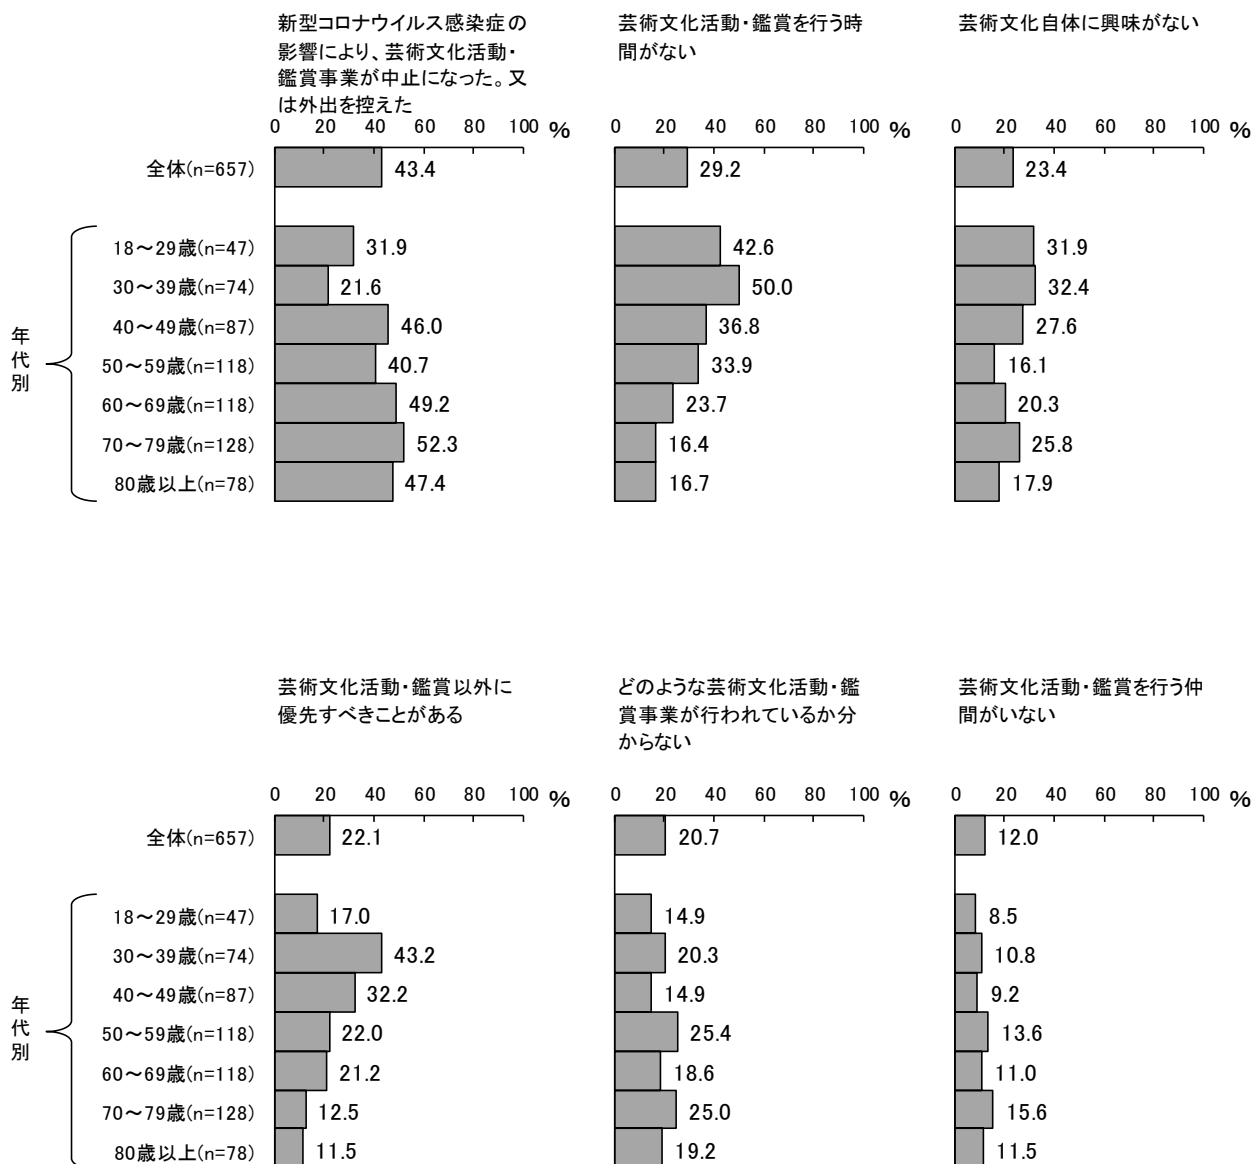 新型コロナウイルス感染症の
影響により、芸術文化活動・
鑑賞事業が中止になった。又
は外出を控えた
芸術文化活動・鑑賞を行う時
間がない
芸術文化自体に興味がない
0 20 40 60 80 100 %
0 20 40 60 80 100 %
0 20 40 60 80 100 %
全体(n=657) 43.4 29.2 23.4
年代別
18～29歳(n=47) 31.9 42.6 31.9
30～39歳(n=74) 21.6 50.0 32.4
40～49歳(n=87) 46.0 36.8 27.6
50～59歳(n=118) 40.7 33.9 16.1
60～69歳(n=118) 49.2 23.7 20.3
70～79歳(n=128) 52.3 16.4 25.8
80歳以上(n=78) 47.4 16.7 17.9
芸術文化活動・鑑賞以外に
優先すべきことがある
どのような芸術文化活動・鑑
賞事業が行われているか分
からない
芸術文化活動・鑑賞を行う仲
間がいない
0 20 40 60 80 100 %
0 20 40 60 80 100 %
0 20 40 60 80 100 %
全体(n=657) 22.1 20.7 12.0
年代別
18～29歳(n=47) 17.0 14.9 8.5
30～39歳(n=74) 43.2 20.3 10.8
40～49歳(n=87) 32.2 14.9 9.2
50～59歳(n=118) 22.0 25.4 13.6
60～69歳(n=118) 21.2 18.6 11.0
70～79歳(n=128) 12.5 25.0 15.6
80歳以上(n=78) 11.5 19.2 11.5